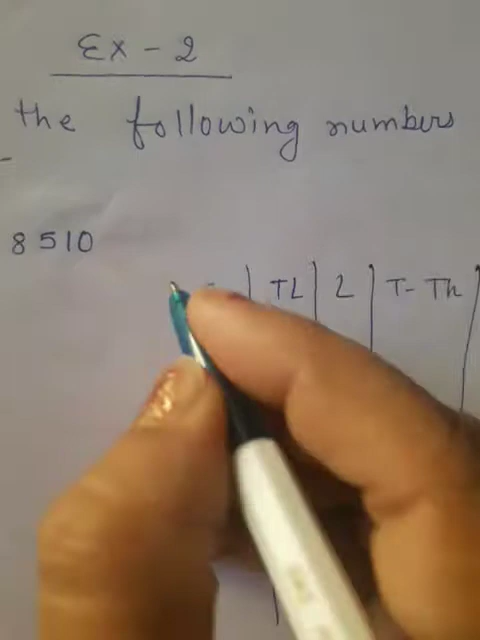 Ex - 2
the following numbers
8510
TL | L | T- Th